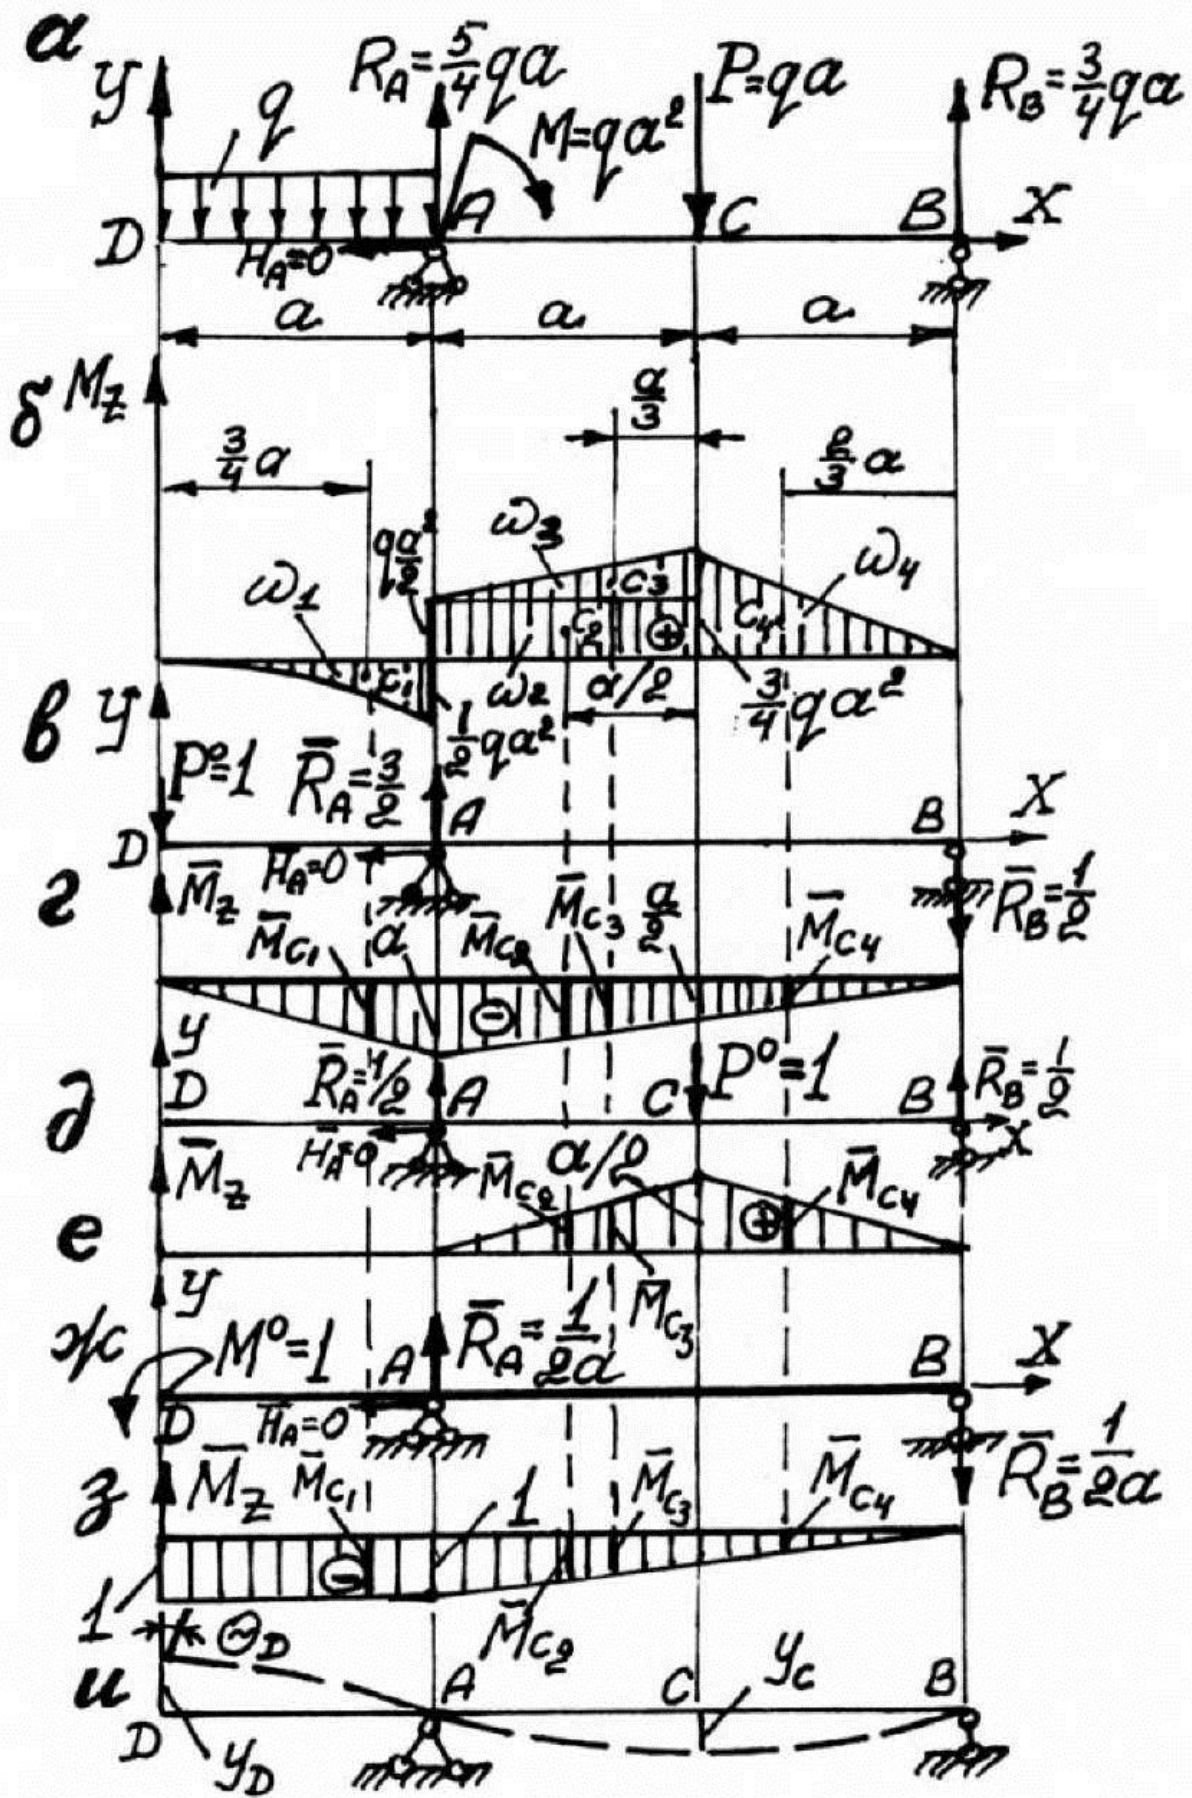 а
y q R_A=5/4qa M=qa² P=qa R_B=3/4qa
D H_A=0 A C B X
a a a
б M_z
3/4a a/3 2/3a
ω1 qa²/2 ω3 ω4
C1 C2 C3 C4 ⊕
ω2 a/2 1/2qa² 3/4qa²
в y
P°=1 R̄_A=3/2 A B X
D H̄_A=0 R̄_B=1/2
г M̄_z M̄_C1 a M̄_C2 M̄_C3 a/2 M̄_C4
⊖
y R̄_A=1/2 A C P°=1 B R̄_B=1/2
д D H̄_A=0 X
M̄_z M̄_C2 a/2 M̄_C4
е ⊕
M̄_C3
y
ж M°=1 A R̄_A=1/2a B X
D H̄_A=0 R̄_B=1/2a
з M̄_z M̄_C1 1 M̄_C3 M̄_C4
⊖
1 Θ_D M̄_C2
и A C y_C B
D y_D